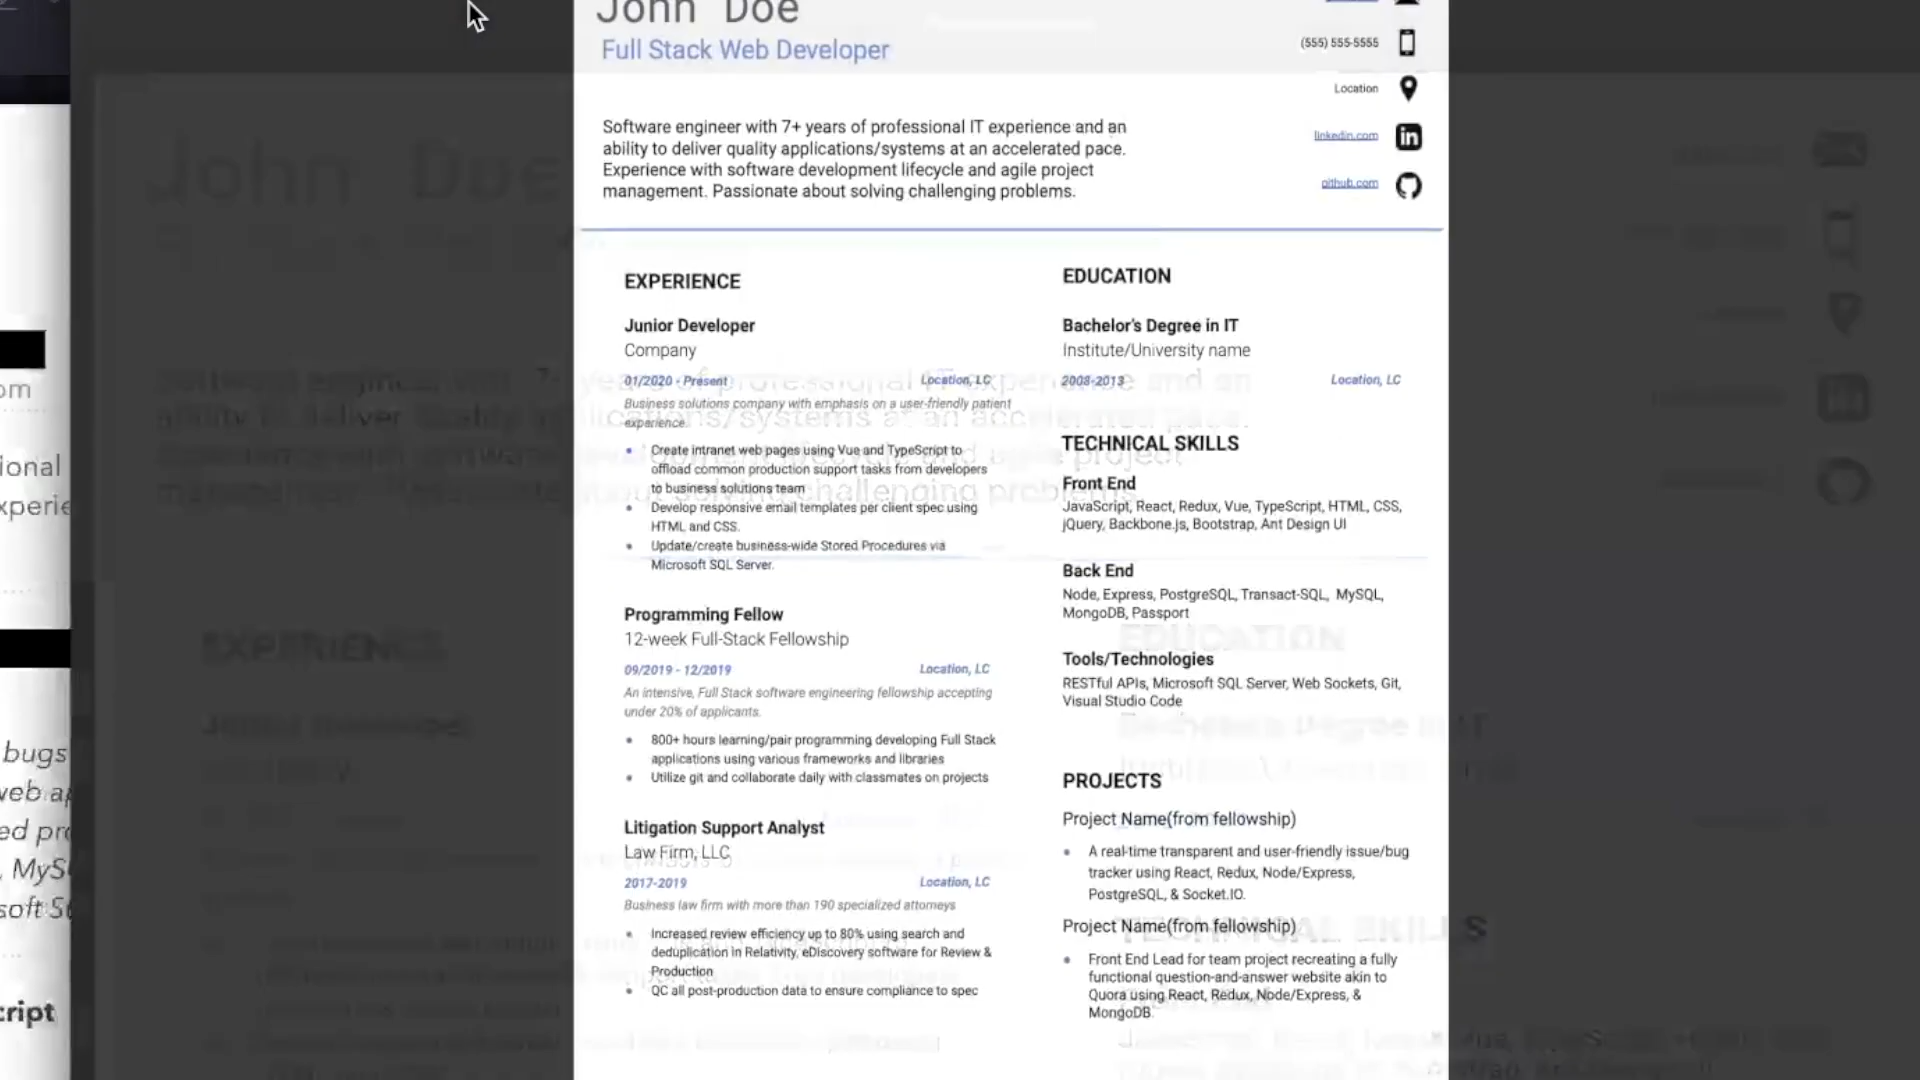 John Doe
Full Stack Web Developer
(555) 555-5555
Location
linkedin.com
github.com
Software engineer with 7+ years of professional IT experience and an
ability to deliver quality applications/systems at an accelerated pace.
Experience with software development lifecycle and agile project
management. Passionate about solving challenging problems.
EXPERIENCE
Junior Developer
Company
01/2020 - Present Location, LC
Business solutions company with emphasis on a user-friendly patient
experience.
• Create intranet web pages using Vue and TypeScript to
offload common production support tasks from developers
to business solutions team
• Develop responsive email templates per client spec using
HTML and CSS.
• Update/create business-wide Stored Procedures via
Microsoft SQL Server.
Programming Fellow
12-week Full-Stack Fellowship
09/2019 - 12/2019 Location, LC
An intensive, Full Stack software engineering fellowship accepting
under 20% of applicants.
• 800+ hours learning/pair programming developing Full Stack
applications using various frameworks and libraries
• Utilize git and collaborate daily with classmates on projects
Litigation Support Analyst
Law Firm, LLC
2017-2019 Location, LC
Business law firm with more than 190 specialized attorneys
• Increased review efficiency up to 80% using search and
deduplication in Relativity, eDiscovery software for Review &
Production
• QC all post-production data to ensure compliance to spec
EDUCATION
Bachelor's Degree in IT
Institute/University name
2008-2013 Location, LC
TECHNICAL SKILLS
Front End
JavaScript, React, Redux, Vue, TypeScript, HTML, CSS,
jQuery, Backbone.js, Bootstrap, Ant Design UI
Back End
Node, Express, PostgreSQL, Transact-SQL, MySQL,
MongoDB, Passport
Tools/Technologies
RESTful APIs, Microsoft SQL Server, Web Sockets, Git,
Visual Studio Code
PROJECTS
Project Name(from fellowship)
• A real-time transparent and user-friendly issue/bug
tracker using React, Redux, Node/Express,
PostgreSQL, & Socket.IO.
Project Name(from fellowship)
• Front End Lead for team project recreating a fully
functional question-and-answer website akin to
Quora using React, Redux, Node/Express, &
MongoDB.